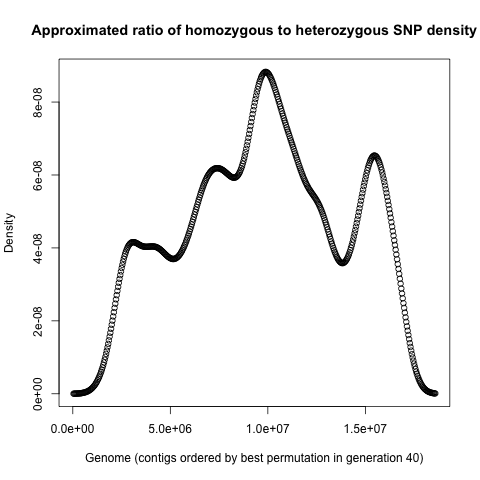 Approximated ratio of homozygous to heterozygous SNP density
Density
8e-08
6e-08
4e-08
2e-08
0e+00
0.0e+00 5.0e+06 1.0e+07 1.5e+07
Genome (contigs ordered by best permutation in generation 40)